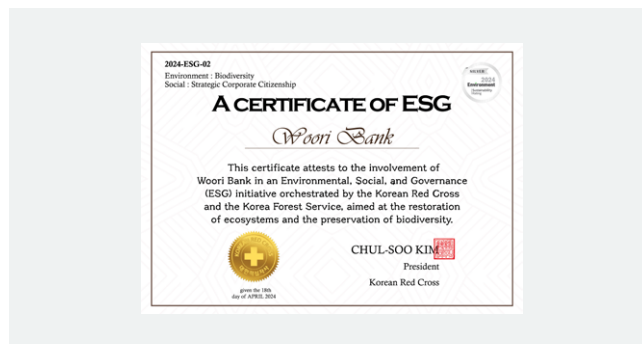 2024-ESG-02
Environment : Biodiversity
Social : Strategic Corporate Citizenship
2024
Environment
A CERTIFICATE OF ESG
Woori Bank
This certificate attests to the involvement of
Woori Bank in an Environmental, Social, and Governance
(ESG) initiative orchestrated by the Korean Red Cross
and the Korea Forest Service, aimed at the restoration
of ecosystems and the preservation of biodiversity.
CHUL-SOO KIM
President
Korean Red Cross
given the 18th
day of APRIL 2024